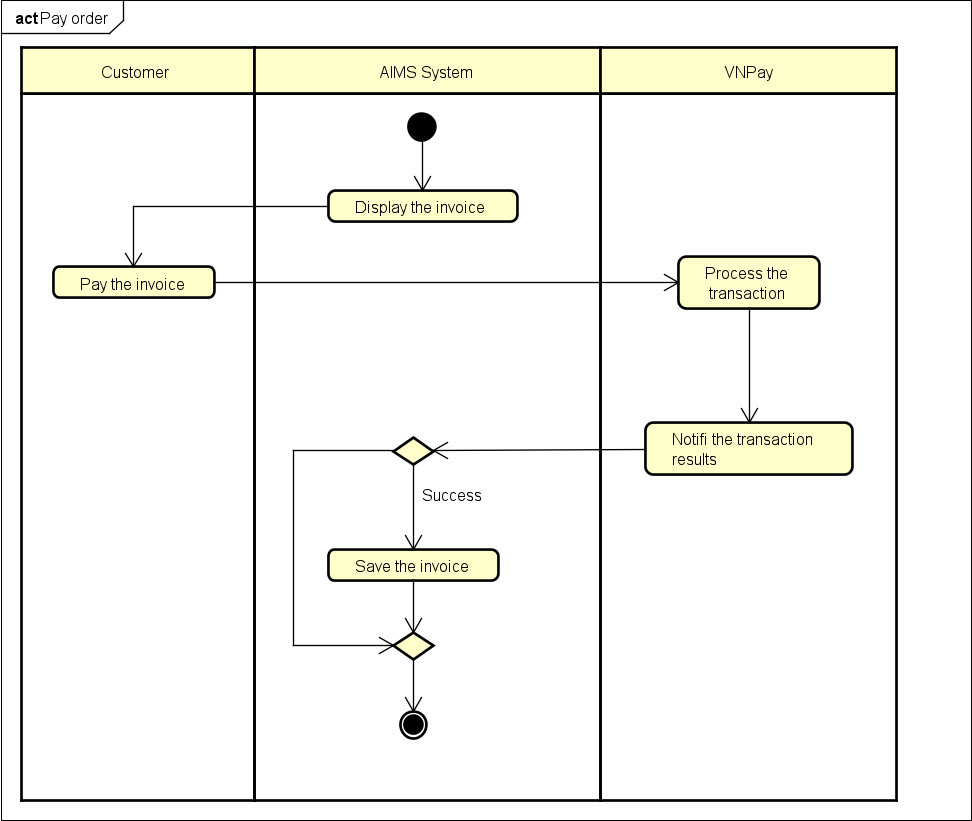 act Pay order
Customer
AIMS System
VNPay
Display the invoice
Pay the invoice
Process the
transaction
Notifi the transaction
results
Success
Save the invoice